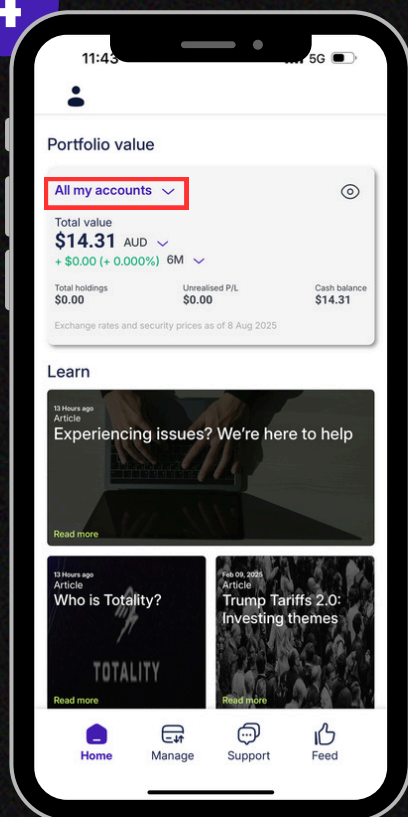 11:43
5G
Portfolio value
All my accounts
Total value
$14.31 AUD
+ $0.00 (+ 0.000%) 6M
Total holdings Unrealised P/L Cash balance
$0.00 $0.00 $14.31
Exchange rates and security prices as of 8 Aug 2025
Learn
13 Hours ago
Article
Experiencing issues? We're here to help
Read more
13 Hours ago
Article
Who is Totality?
TOTALITY
Read more
Feb 09, 2025
Article
Trump Tariffs 2.0:
Investing themes
Read more
Home Manage Support Feed